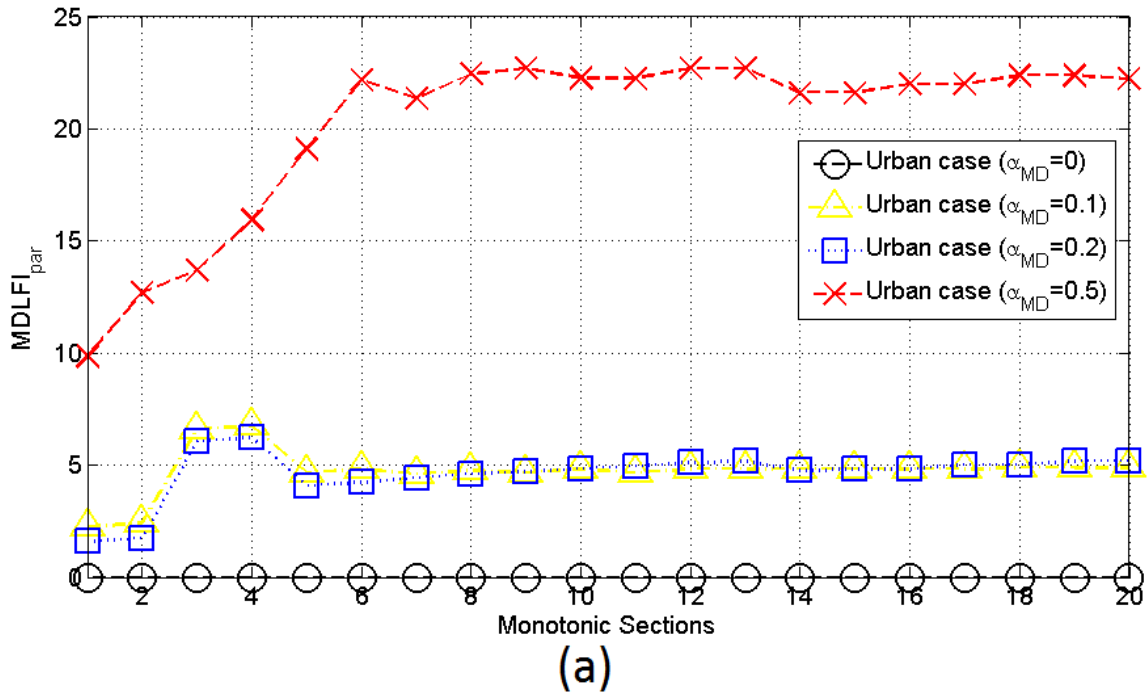 25
20
15
10
5
0
MDLFI_par
Urban case (α_MD=0)
Urban case (α_MD=0.1)
Urban case (α_MD=0.2)
Urban case (α_MD=0.5)
2 4 6 8 10 12 14 16 18 20
Monotonic Sections
(a)